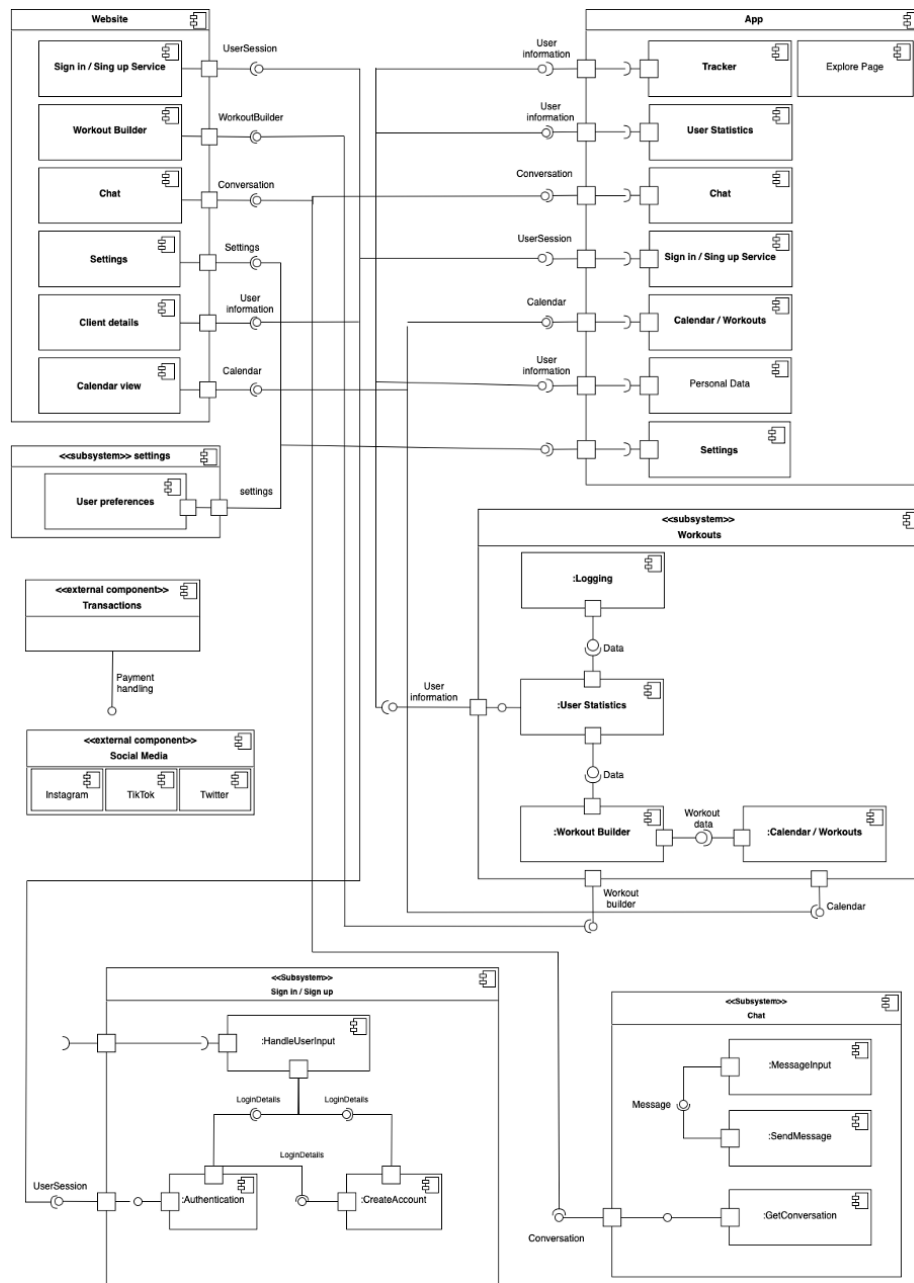 Website
Sign in / Sing up Service
UserSession
Workout Builder
WorkoutBuilder
Chat
Conversation
Settings
Settings
Client details
User
information
Calendar view
Calendar
App
User
information
Tracker
Explore Page
User
information
User Statistics
Conversation
Chat
UserSession
Sign in / Sing up Service
Calendar
Calendar / Workouts
User
information
Personal Data
Settings
<<subsystem>> settings
User preferences
settings
<<external component>>
Transactions
Payment
handling
<<external component>>
Social Media
Instagram
TikTok
Twitter
<<subsystem>>
Workouts
:Logging
Data
User
information
:User Statistics
Data
:Workout Builder
Workout
data
:Calendar / Workouts
Workout
builder
Calendar
<<Subsystem>>
Sign in / Sign up
:HandleUserInput
LoginDetails
LoginDetails
LoginDetails
UserSession
:Authentication
:CreateAccount
<<Subsystem>>
Chat
:MessageInput
Message
:SendMessage
:GetConversation
Conversation